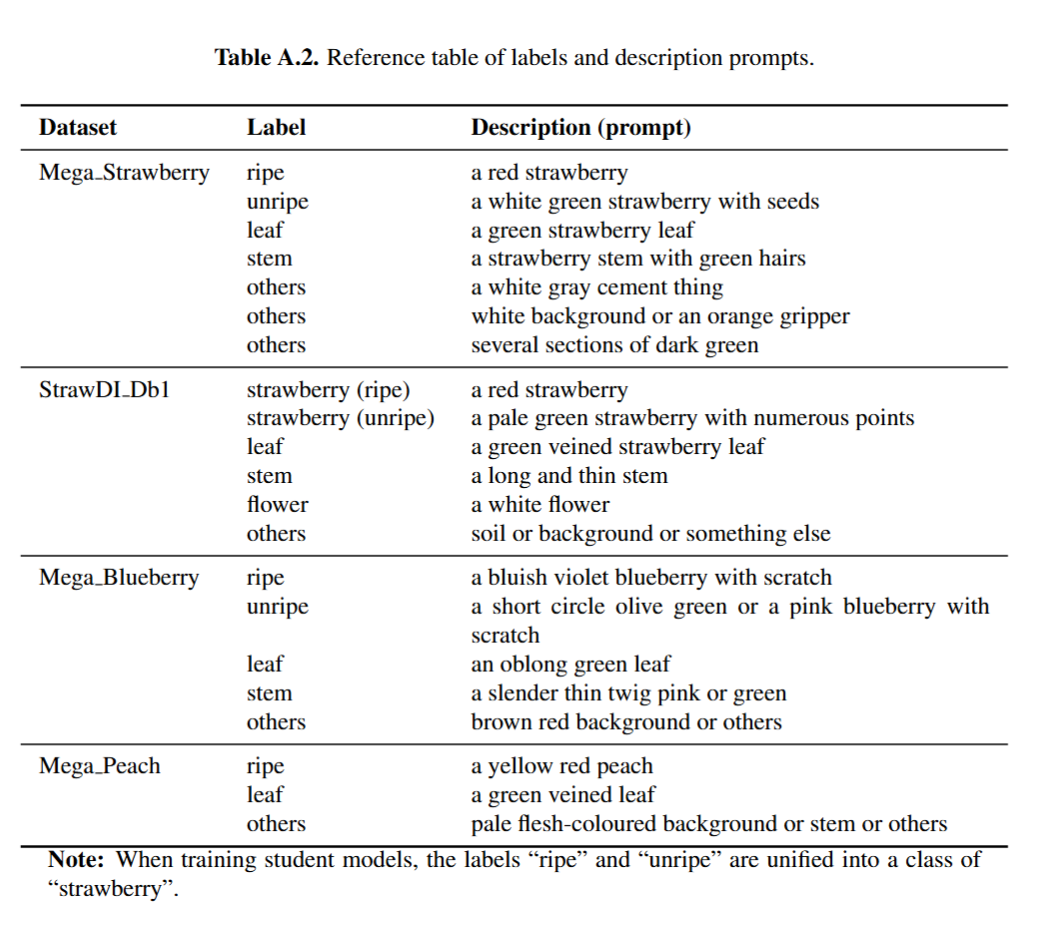 Table A.2. Reference table of labels and description prompts.
Dataset Label Description (prompt)
Mega_Strawberry ripe a red strawberry
unripe a white green strawberry with seeds
leaf a green strawberry leaf
stem a strawberry stem with green hairs
others a white gray cement thing
others white background or an orange gripper
others several sections of dark green
StrawDI_Db1 strawberry (ripe) a red strawberry
strawberry (unripe) a pale green strawberry with numerous points
leaf a green veined strawberry leaf
stem a long and thin stem
flower a white flower
others soil or background or something else
Mega_Blueberry ripe a bluish violet blueberry with scratch
unripe a short circle olive green or a pink blueberry with
scratch
leaf an oblong green leaf
stem a slender thin twig pink or green
others brown red background or others
Mega_Peach ripe a yellow red peach
leaf a green veined leaf
others pale flesh-coloured background or stem or others
Note: When training student models, the labels “ripe” and “unripe” are unified into a class of
“strawberry”.